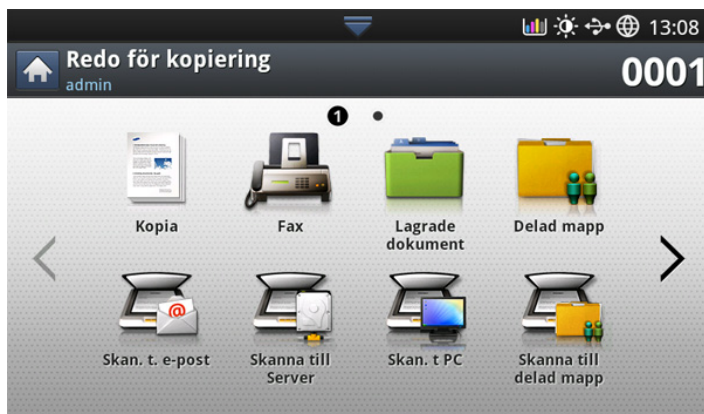 13:08
Redo för kopiering
admin
0001
1
Kopia
Fax
Lagrade
dokument
Delad mapp
Skan. t. e-post
Skanna till
Server
Skan. t PC
Skanna till
delad mapp